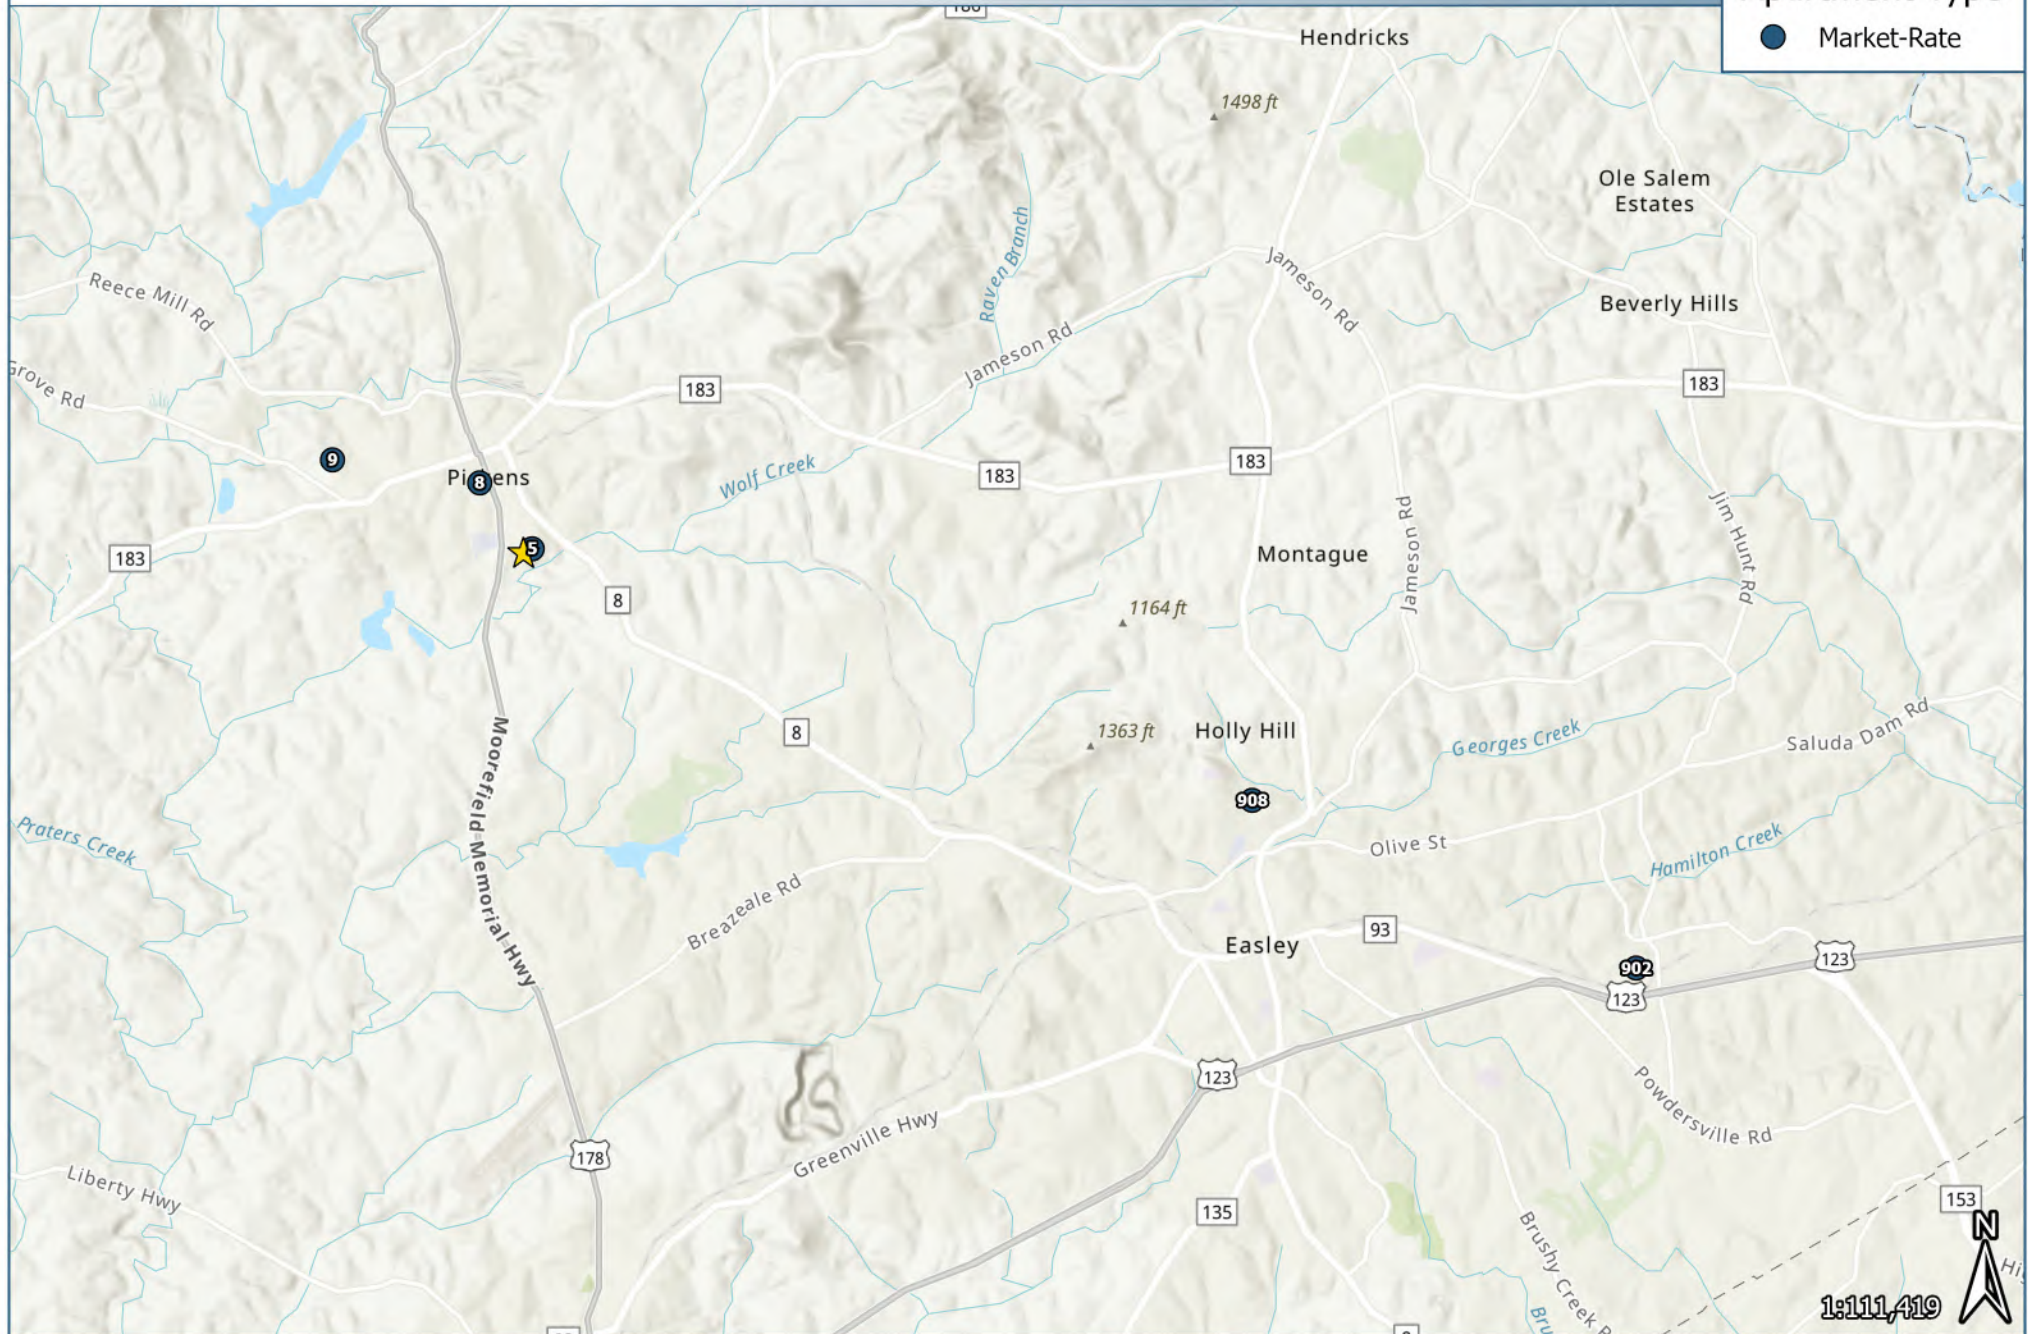 Apartment Type
Market-Rate
Hendricks
1498 ft
Ole Salem
Estates
Raven Branch
Jameson Rd
Reece Mill Rd
Beverly Hills
Jameson Rd
Grove Rd
183
183
9
Pickens
8
Wolf Creek
183
183
183
5
Jameson Rd
Jim Hunt Rd
Montague
8
1164 ft
Moorefield Memorial Hwy
8
1363 ft
Holly Hill
Georges Creek
Saluda Dam Rd
908
Praters Creek
Olive St
Hamilton Creek
Breazeale Rd
Easley
93
123
902
123
123
Powdersville Rd
Greenville Hwy
178
Liberty Hwy
135
153
N
Brushy Creek
1:111,419